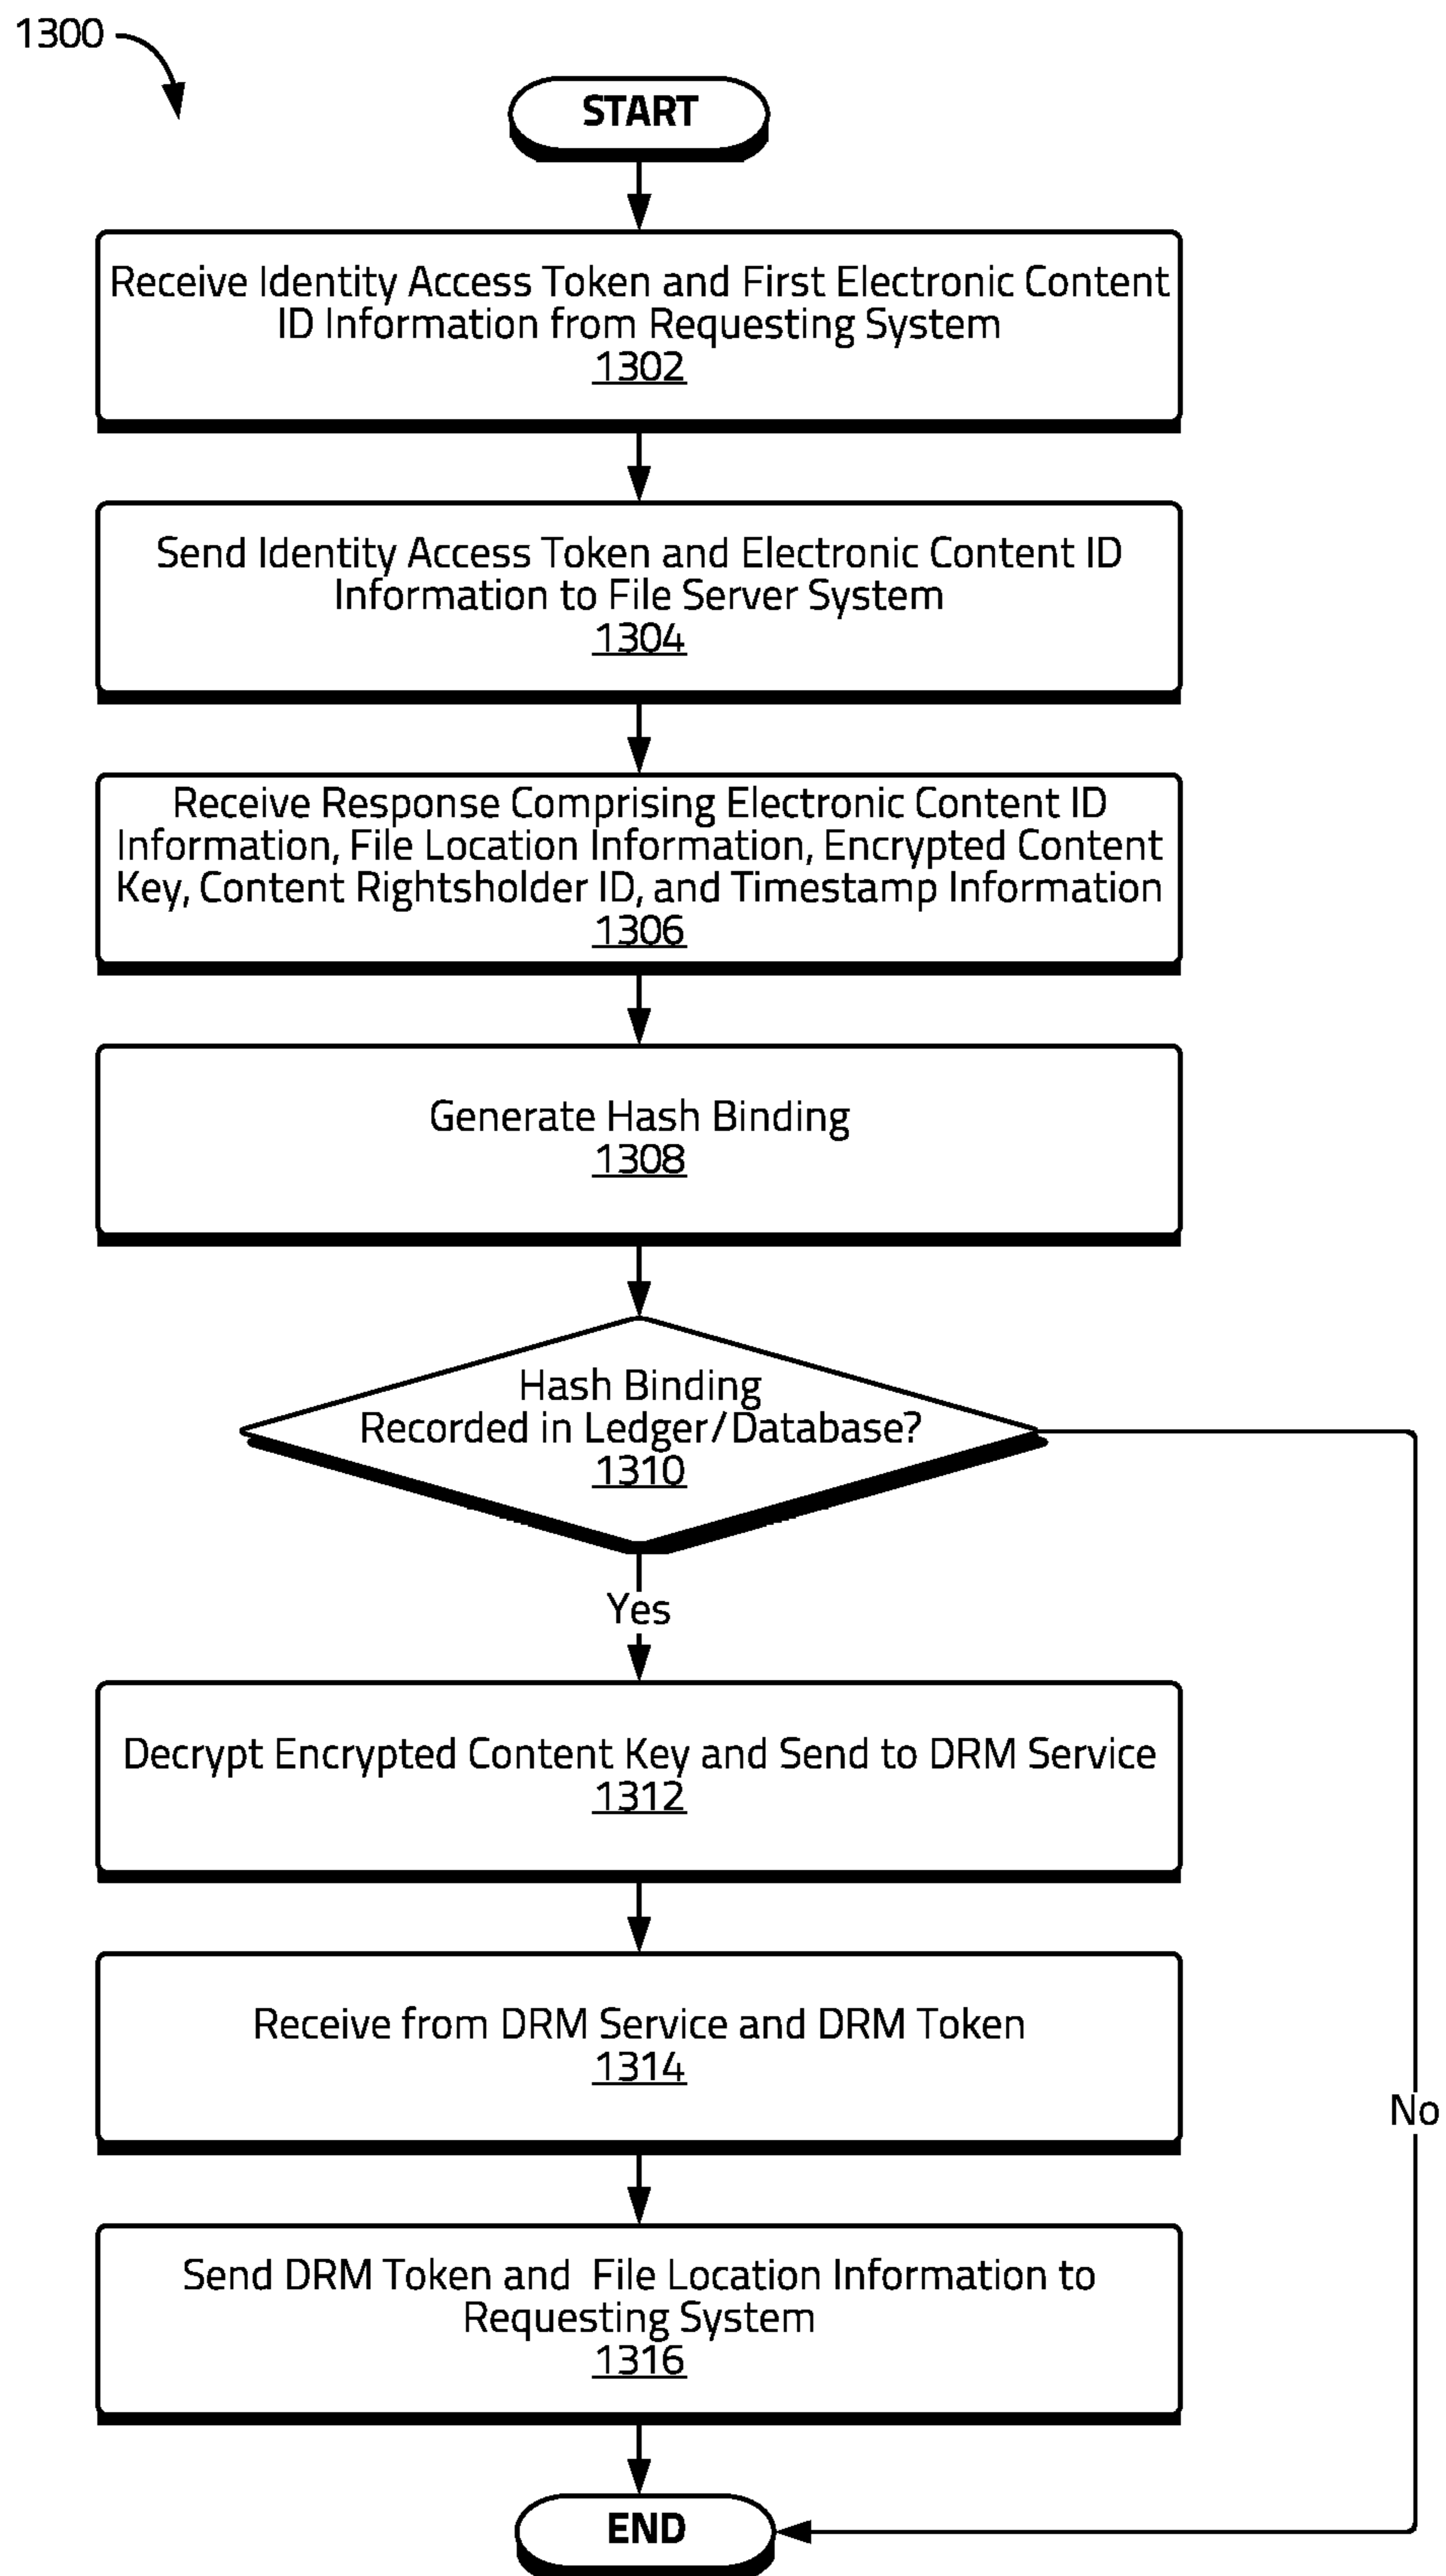 1300
START
Receive Identity Access Token and First Electronic Content
ID Information from Requesting System
1302
Send Identity Access Token and Electronic Content ID
Information to File Server System
1304
Receive Response Comprising Electronic Content ID
Information, File Location Information, Encrypted Content
Key, Content Rightsholder ID, and Timestamp Information
1306
Generate Hash Binding
1308
Hash Binding
Recorded in Ledger/Database?
1310
Yes
Decrypt Encrypted Content Key and Send to DRM Service
1312
Receive from DRM Service and DRM Token
1314
No
Send DRM Token and  File Location Information to
Requesting System
1316
END